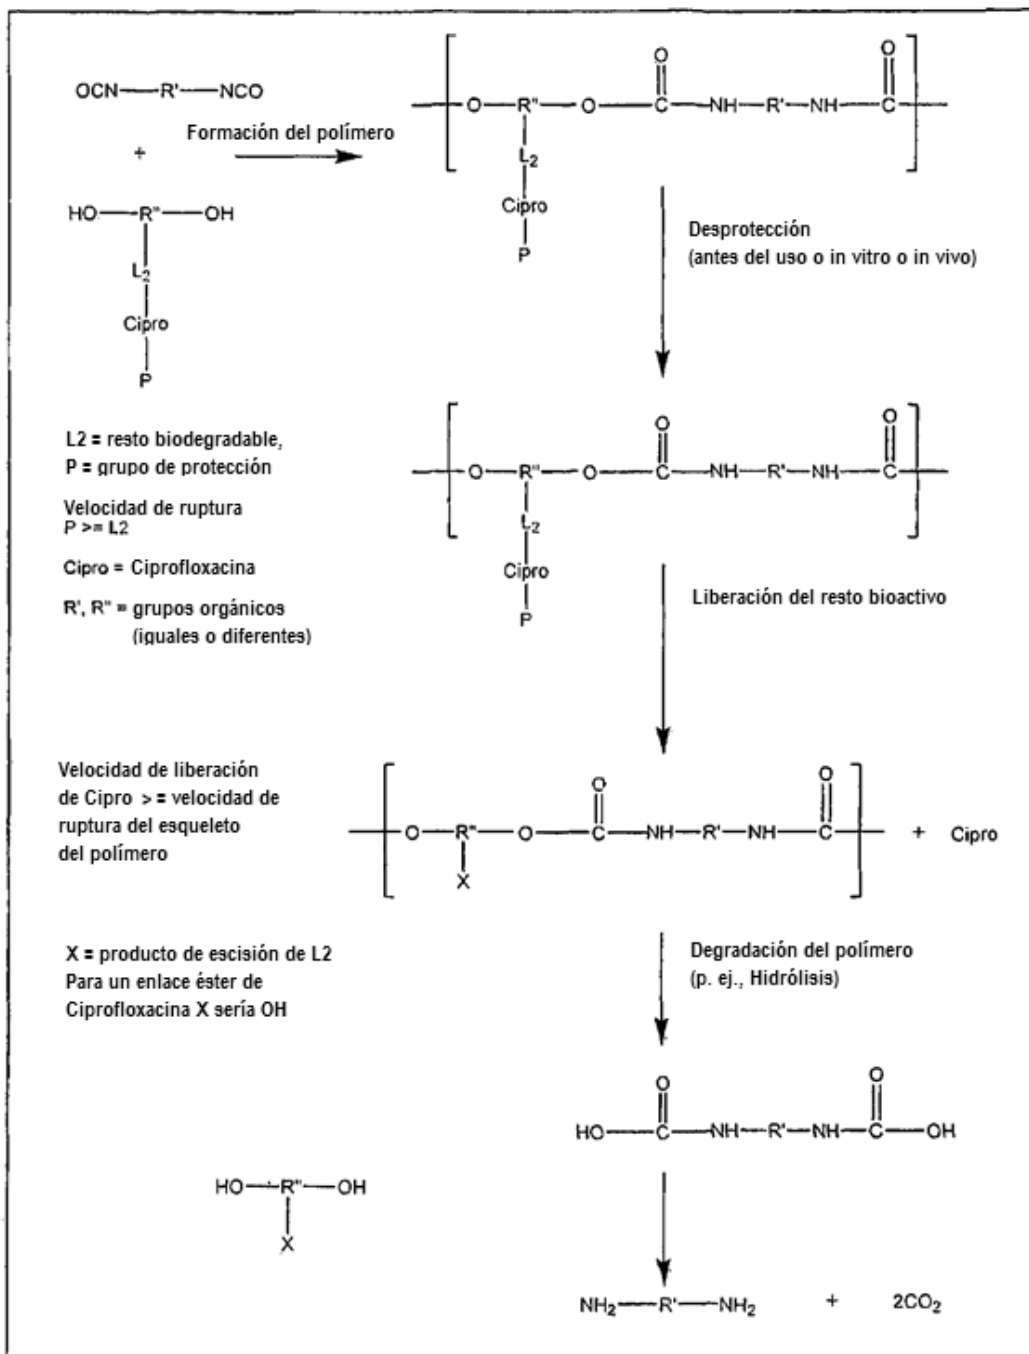 OCN—R'—NCO
+
Formación del polímero
HO—R''—OH
L2
Cipro
P
O
O
O—R''—O—C—NH—R'—NH—C
L2
Cipro
P
Desprotección
(antes del uso o in vitro o in vivo)
L2 = resto biodegradable,
P = grupo de protección
Velocidad de ruptura
P >= L2
Cipro = Ciprofloxacina
R', R'' = grupos orgánicos
(iguales o diferentes)
O
O
O—R''—O—C—NH—R'—NH—C
L2
Cipro
P
Liberación del resto bioactivo
Velocidad de liberación
de Cipro > = velocidad de
ruptura del esqueleto
del polímero
O
O
O—R''—O—C—NH—R'—NH—C
X
+ Cipro
X = producto de escisión de L2
Para un enlace éster de
Ciprofloxacina X sería OH
Degradación del polímero
(p. ej., Hidrólisis)
O
O
HO—C—NH—R'—NH—C—OH
HO—R''—OH
X
NH2—R'—NH2 + 2CO2